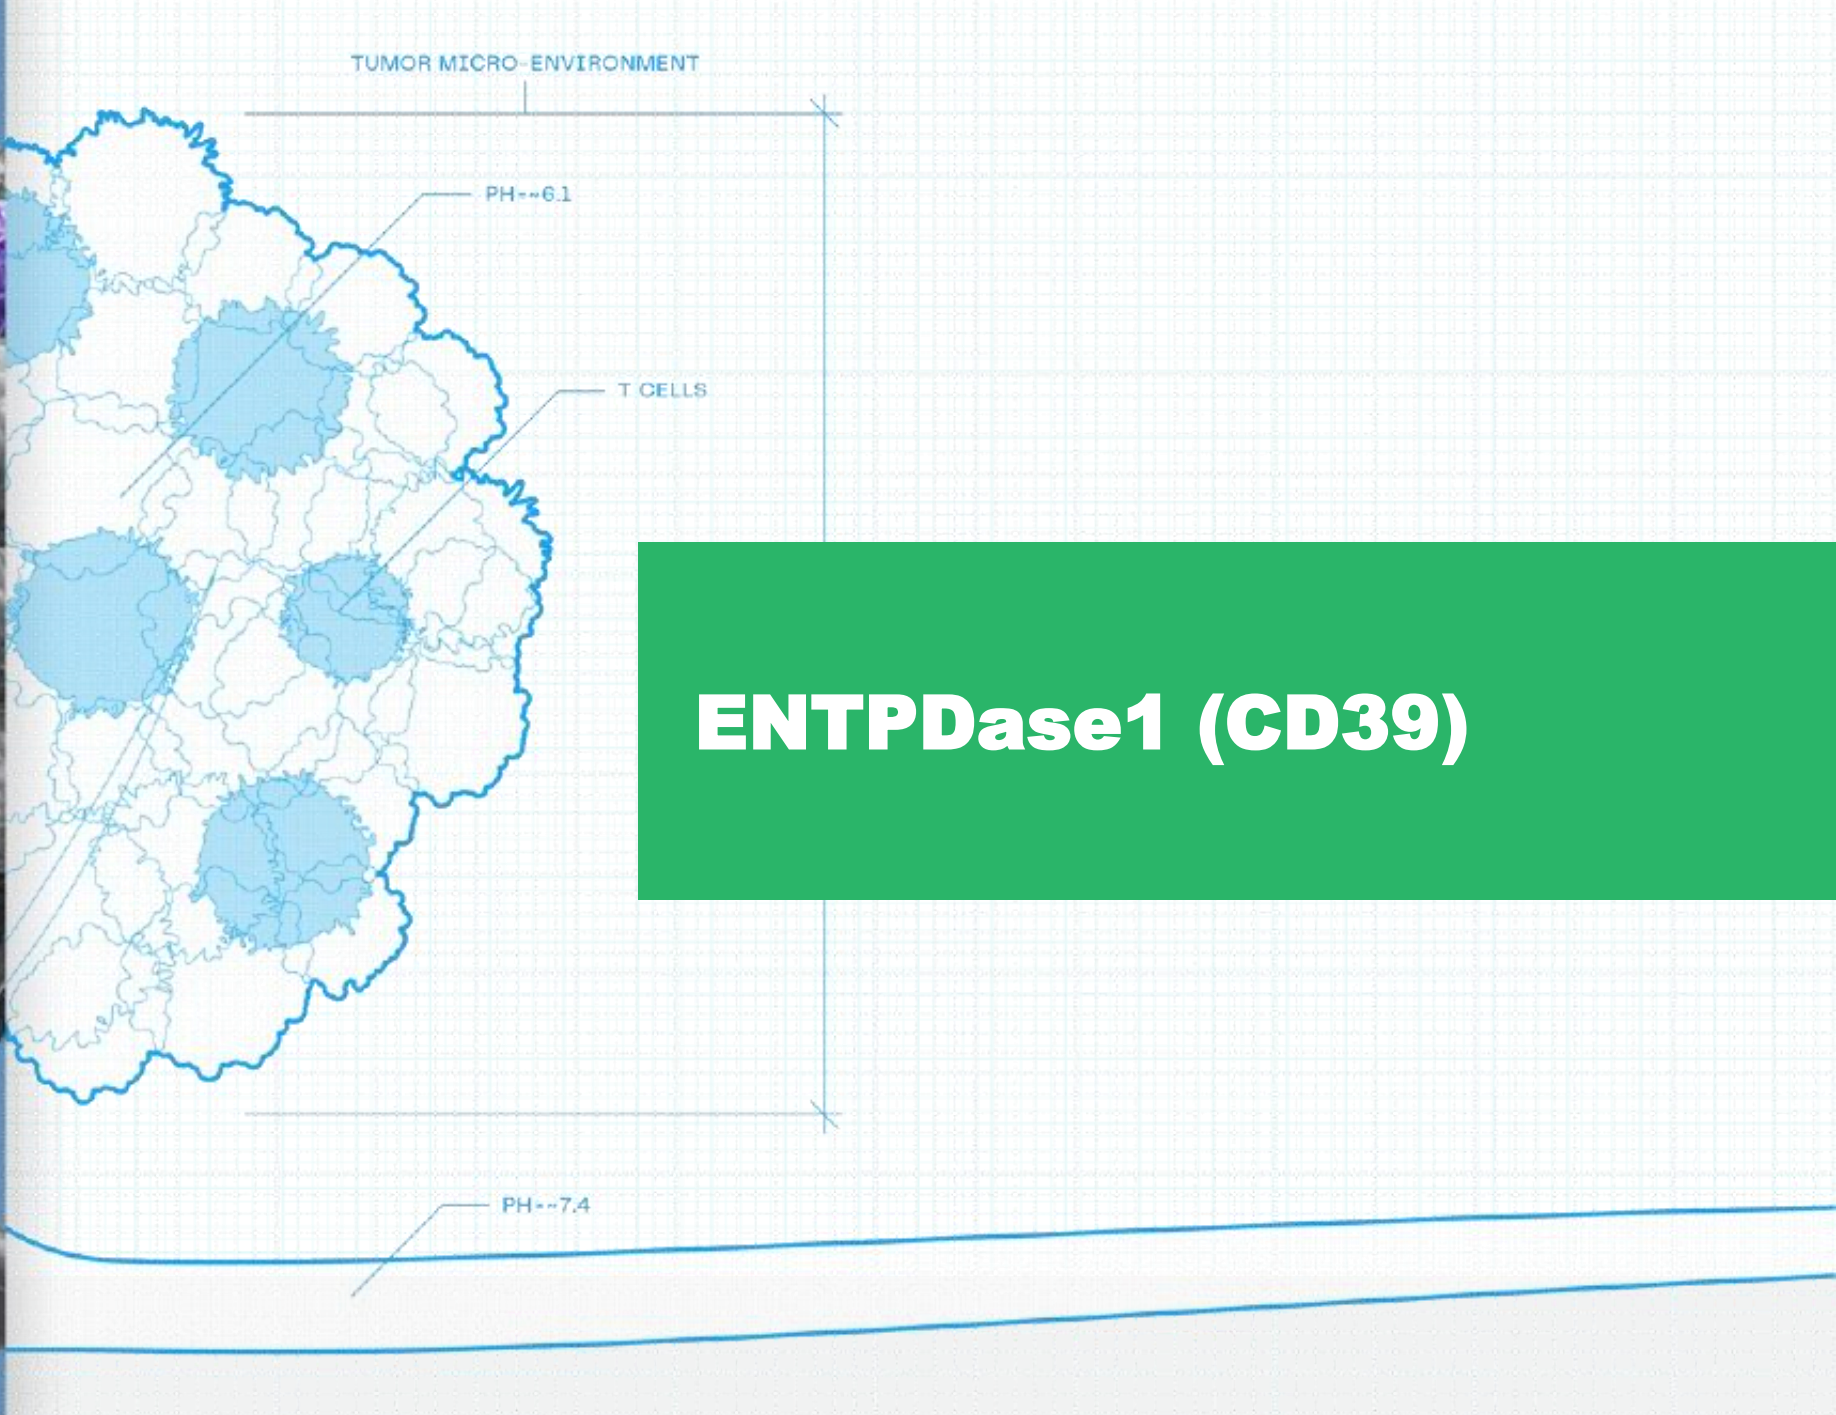 TUMOR MICRO-ENVIRONMENT
PH-~6.1
T CELLS
ENTPDase1 (CD39)
PH-~7.4